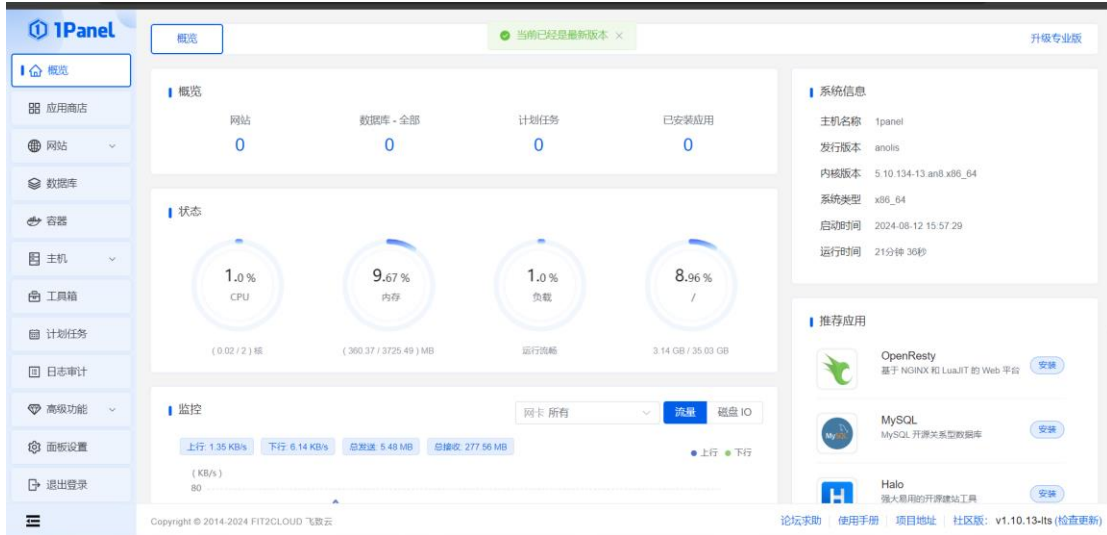 1Panel
概览
应用商店
网站
数据库
容器
主机
工具箱
计划任务
日志审计
高级功能
面板设置
退出登录
概览
当前已经是最新版本
升级专业版
概览
网站 数据库 - 全部 计划任务 已安装应用
0 0 0 0
状态
1.0 % 9.67 % 1.0 % 8.96 %
CPU 内存 负载 /
( 0.02 / 2 ) 核 ( 360.37 / 3725.49 ) MB 运行流畅 3.14 GB / 35.03 GB
监控
网卡 所有 流量 磁盘 IO
上行: 1.35 KB/s 下行: 6.14 KB/s 总发送: 5.48 MB 总接收: 277.56 MB
上行 下行
( KB/s )
80
系统信息
主机名称 1panel
发行版本 anolis
内核版本 5.10.134-13.an8.x86_64
系统类型 x86_64
启动时间 2024-08-12 15:57:29
运行时间 21分钟 36秒
推荐应用
OpenResty
基于 NGINX 和 LuaJIT 的 Web 平台
安装
MySQL
MySQL
MySQL 开源关系型数据库
安装
Halo
强大易用的开源建站工具
安装
Copyright © 2014-2024 FIT2CLOUD 飞致云
论坛求助 使用手册 项目地址 社区版: v1.10.13-lts (检查更新)